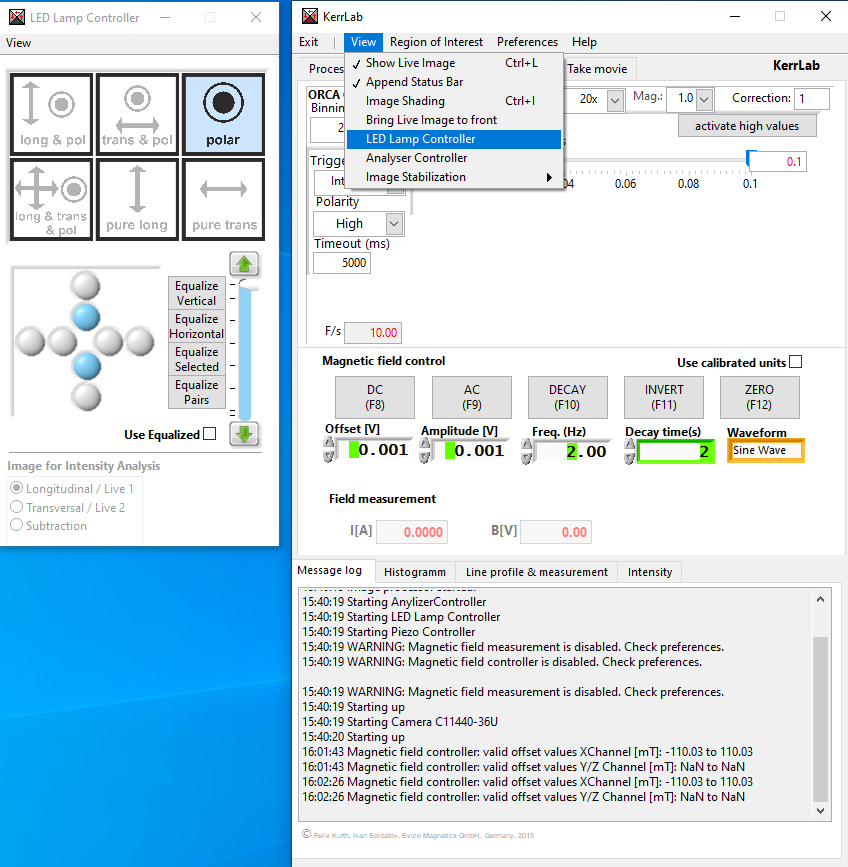 LED Lamp Controller
View
long & pol
trans & pol
polar
long & trans
& pol
pure long
pure trans
Equalize
Vertical
Equalize
Horizontal
Equalize
Selected
Equalize
Pairs
Use Equalized
Image for Intensity Analysis
Longitudinal / Live 1
Transversal / Live 2
Subtraction
KerrLab
Exit
View
Region of Interest
Preferences
Help
Show Live Image Ctrl+L
Append Status Bar
Image Shading Ctrl+I
Bring Live Image to front
LED Lamp Controller
Analyser Controller
Image Stabilization
Take movie
KerrLab
20x
Mag.:
1.0
Correction:
1
activate high values
0.1
0.06
0.08
0.1
Polarity
High
Timeout (ms)
5000
F/s
10.00
Magnetic field control
Use calibrated units
DC
(F8)
AC
(F9)
DECAY
(F10)
INVERT
(F11)
ZERO
(F12)
Offset [V]
0.001
Amplitude [V]
0.001
Freq. (Hz)
2.00
Decay time(s)
2
Waveform
Sine Wave
Field measurement
I[A]
0.0000
B[V]
0.00
Message log
Histogramm
Line profile & measurement
Intensity
15:40:19 Starting AnylizerController
15:40:19 Starting LED Lamp Controller
15:40:19 Starting Piezo Controller
15:40:19 WARNING: Magnetic field measurement is disabled. Check preferences.
15:40:19 WARNING: Magnetic field controller is disabled. Check preferences.
15:40:19 WARNING: Magnetic field measurement is disabled. Check preferences.
15:40:19 Starting up
15:40:19 Starting Camera C11440-36U
15:40:20 Starting up
16:01:43 Magnetic field controller: valid offset values XChannel [mT]: -110.03 to 110.03
16:01:43 Magnetic field controller: valid offset values Y/Z Channel [mT]: NaN to NaN
16:02:26 Magnetic field controller: valid offset values XChannel [mT]: -110.03 to 110.03
16:02:26 Magnetic field controller: valid offset values Y/Z Channel [mT]: NaN to NaN
© Felix Kurth, Ivan Soldatov, Evico Magnetics GmbH, Germany, 2015